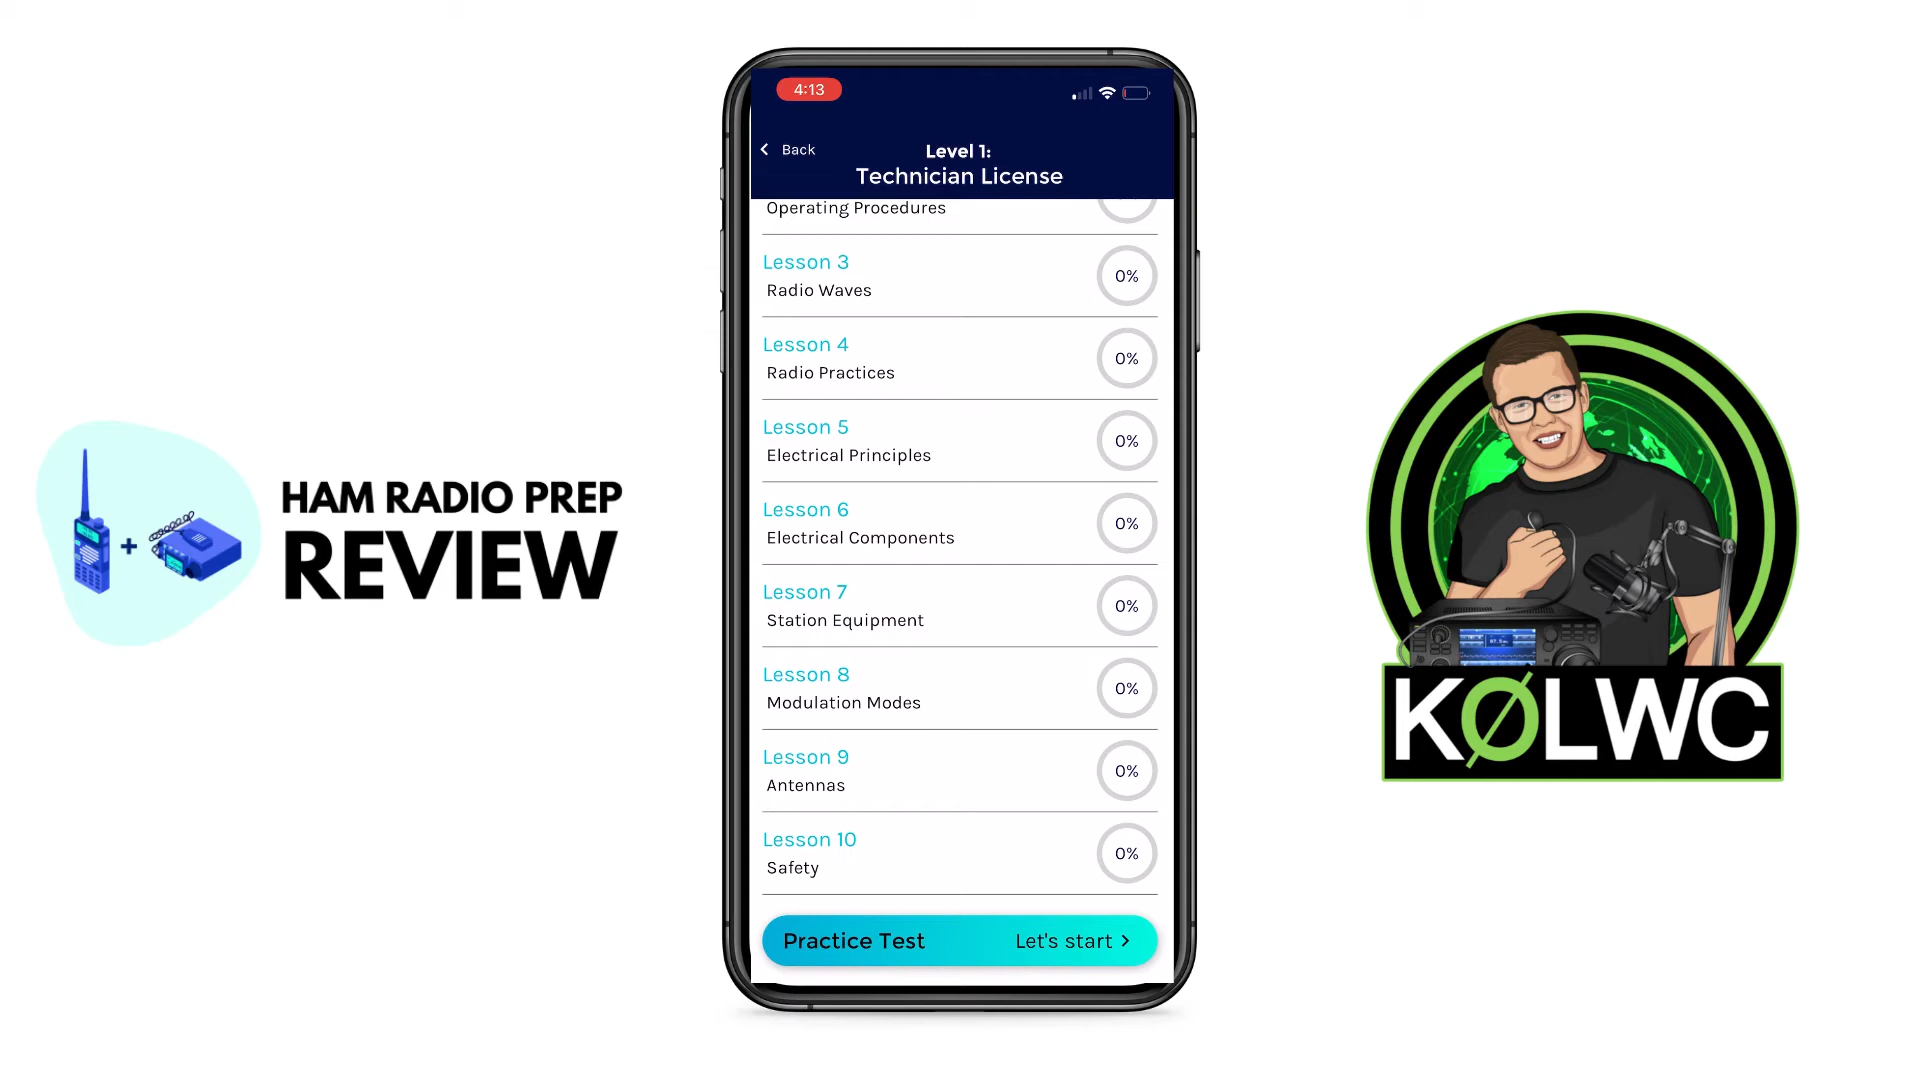 4:13
Back
Level 1:
Technician License
Operating Procedures
Lesson 3
Radio Waves
0%
Lesson 4
Radio Practices
0%
Lesson 5
Electrical Principles
0%
Lesson 6
Electrical Components
0%
Lesson 7
Station Equipment
0%
Lesson 8
Modulation Modes
0%
Lesson 9
Antennas
0%
Lesson 10
Safety
0%
Practice Test Let's start
HAM RADIO PREP
REVIEW
KØLWC